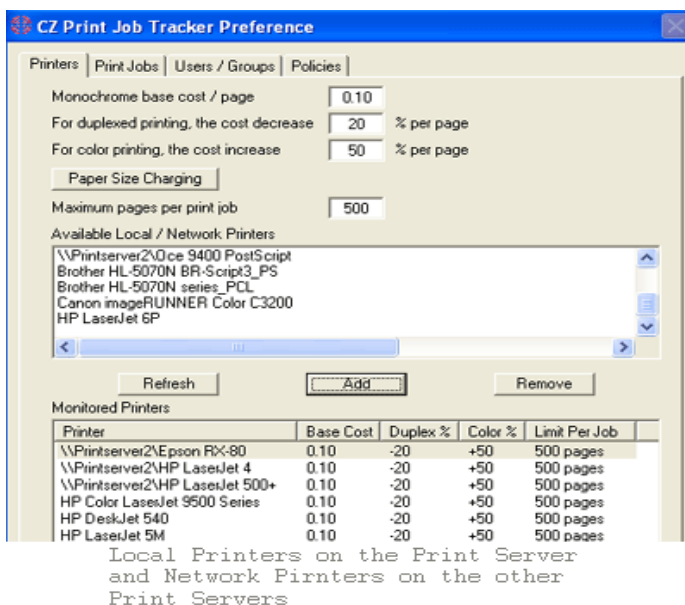 CZ Print Job Tracker Preference
Printers Print Jobs Users / Groups Policies
Monochrome base cost / page 0.10
For duplexed printing, the cost decrease 20 % per page
For color printing, the cost increase 50 % per page
Paper Size Charging
Maximum pages per print job 500
Available Local / Network Printers
\\Printserver2\Oce 9400 PostScript
Brother HL-5070N BR-Script3_PS
Brother HL-5070N series_PCL
Canon imageRUNNER Color C3200
HP LaserJet 6P
Refresh Add Remove
Monitored Printers
Printer Base Cost Duplex % Color % Limit Per Job
\\Printserver2\Epson RX-80 0.10 -20 +50 500 pages
\\Printserver2\HP LaserJet 4 0.10 -20 +50 500 pages
\\Printserver2\HP LaserJet 500+ 0.10 -20 +50 500 pages
HP Color LaserJet 9500 Series 0.10 -20 +50 500 pages
HP DeskJet 540 0.10 -20 +50 500 pages
HP LaserJet 5M 0.10 -20 +50 500 pages
Local Printers on the Print Server
and Network Pirnters on the other
Print Servers